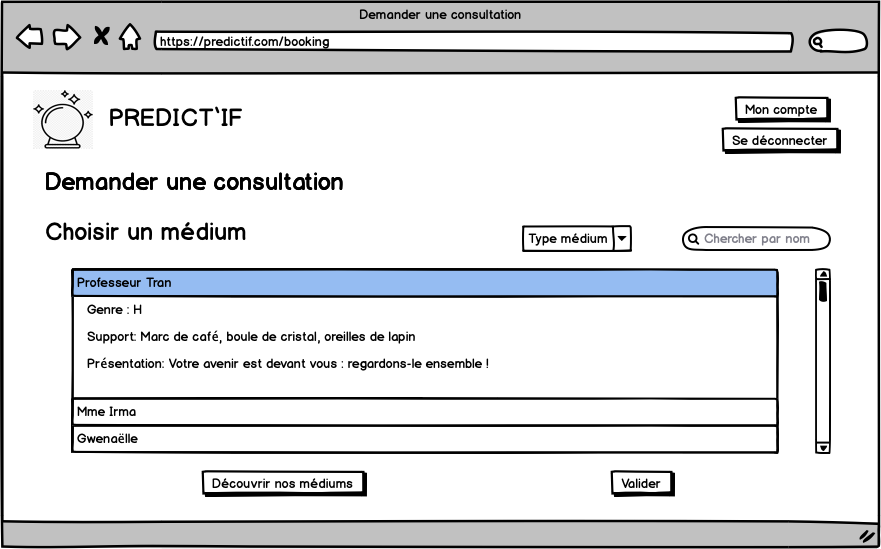 Demander une consultation
https://predictif.com/booking
PREDICT'IF
Mon compte
Se déconnecter
Demander une consultation
Choisir un médium
Type médium
Chercher par nom
Professeur Tran
Genre : H
Support: Marc de café, boule de cristal, oreilles de lapin
Présentation: Votre avenir est devant vous : regardons-le ensemble !
Mme Irma
Gwenaëlle
Découvrir nos médiums
Valider